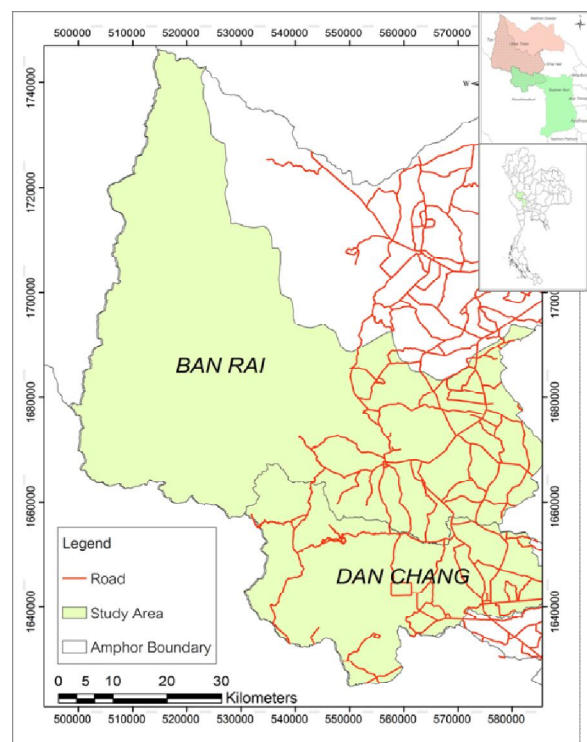 500000 510000 520000 530000 540000 550000 560000 570000
1740000
1720000
1700000
1680000
1660000
1640000
W
BAN RAI
DAN CHANG
1700000
1680000
1660000
1640000
Legend
Road
Study Area
Amphor Boundary
0 5 10 20 30
Kilometers
500000 510000 520000 530000 540000 550000 560000 570000 580000